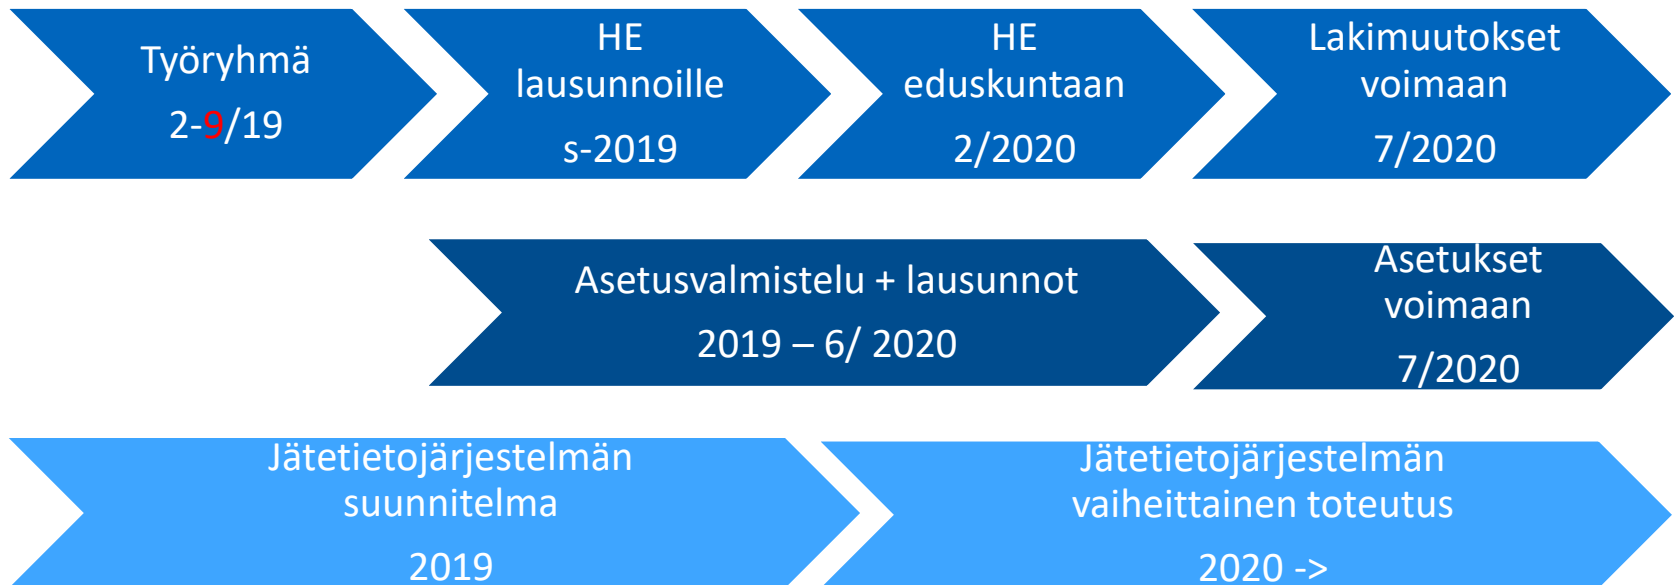 Työryhmä
2-9/19
HE
lausunnoille
s-2019
HE
eduskuntaan
2/2020
Lakimuutokset
voimaan
7/2020
Asetusvalmistelu + lausunnot
2019 – 6/ 2020
Asetukset
voimaan
7/2020
Jätetietojärjestelmän
suunnitelma
2019
Jätetietojärjestelmän
vaiheittainen toteutus
2020 ->